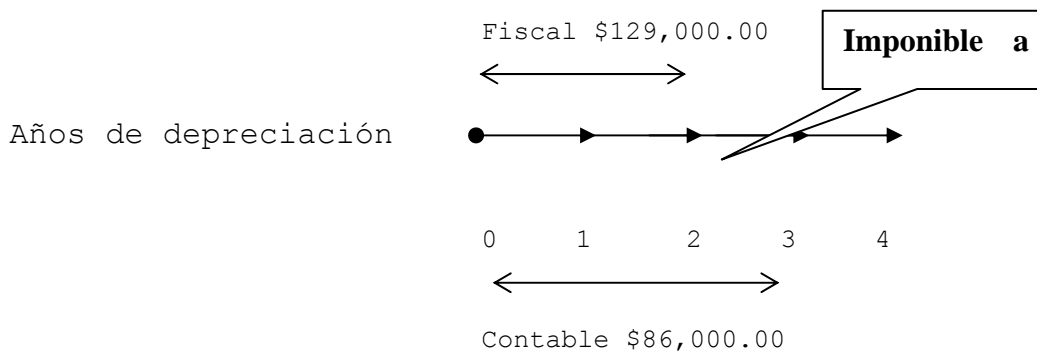 Fiscal $129,000.00
Imponible a
Años de depreciación
0 1 2 3 4
Contable $86,000.00